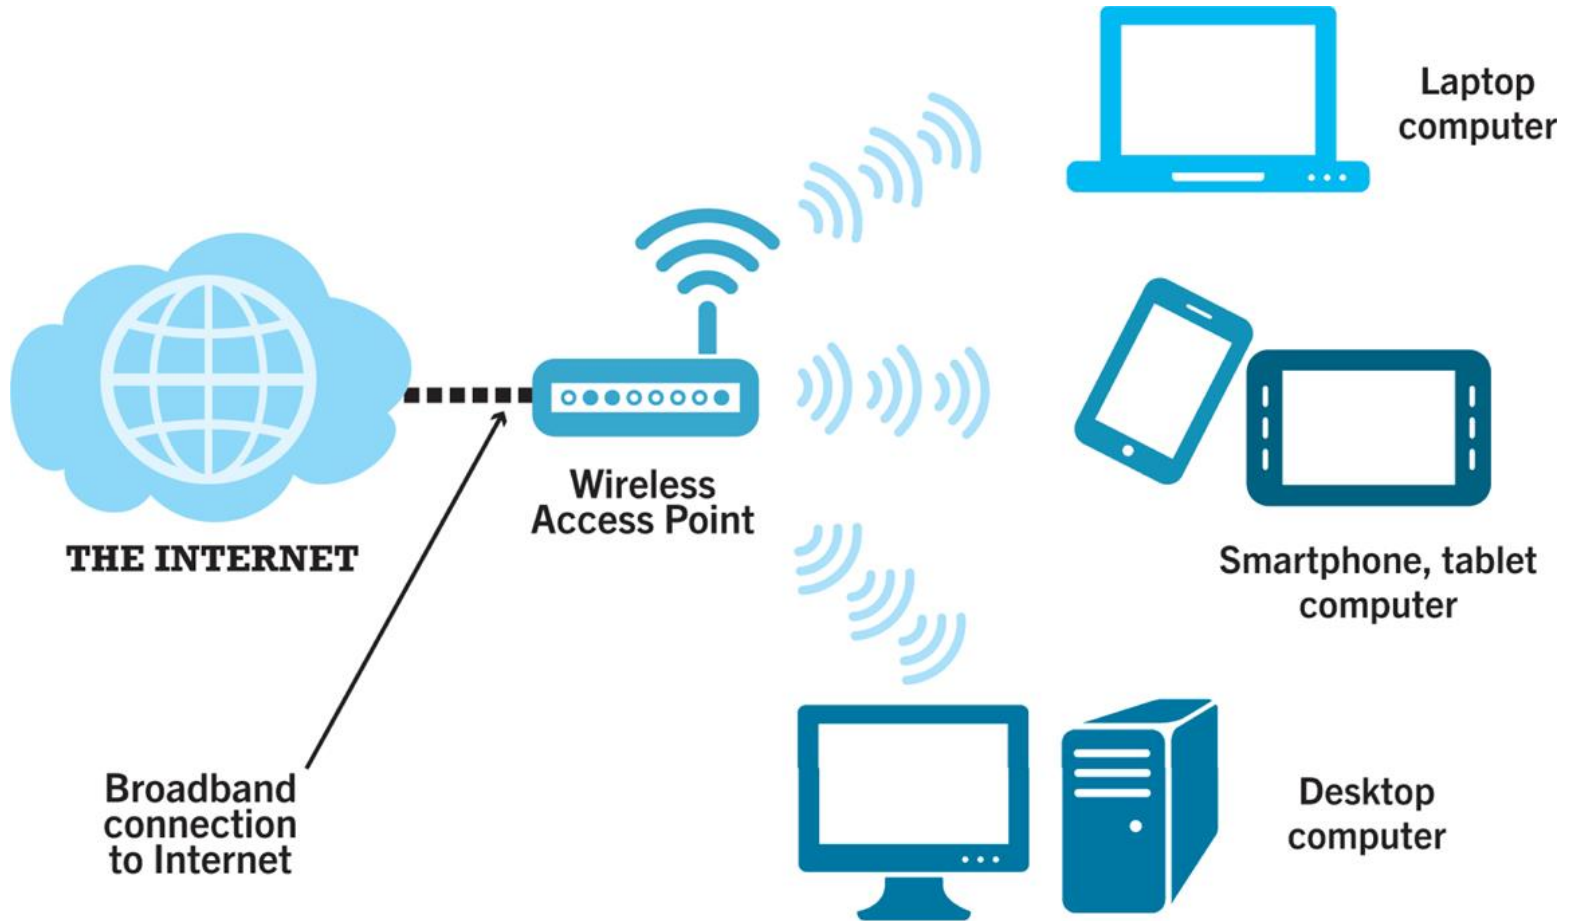 Laptop
computer
Wireless
Access Point
THE INTERNET
Smartphone, tablet
computer
Broadband
connection
to Internet
Desktop
computer